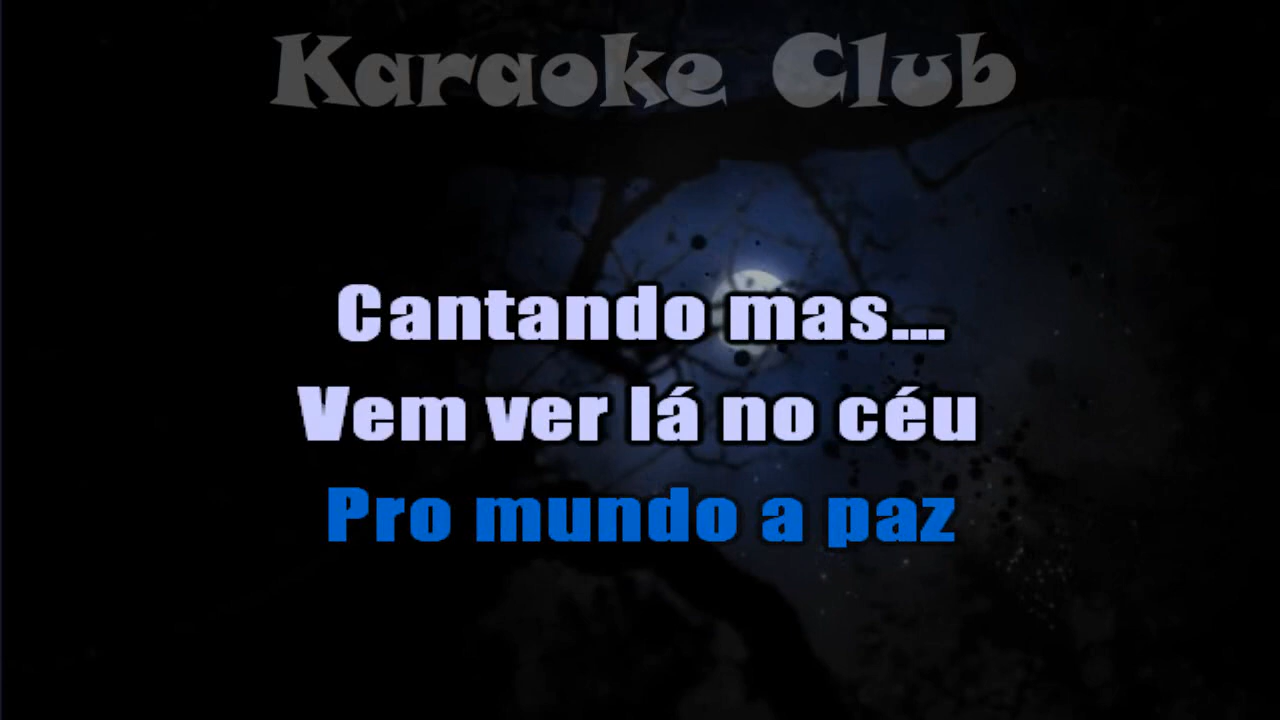 Karaoke Club
Cantando mas...
Vem ver lá no céu
Pro mundo a paz